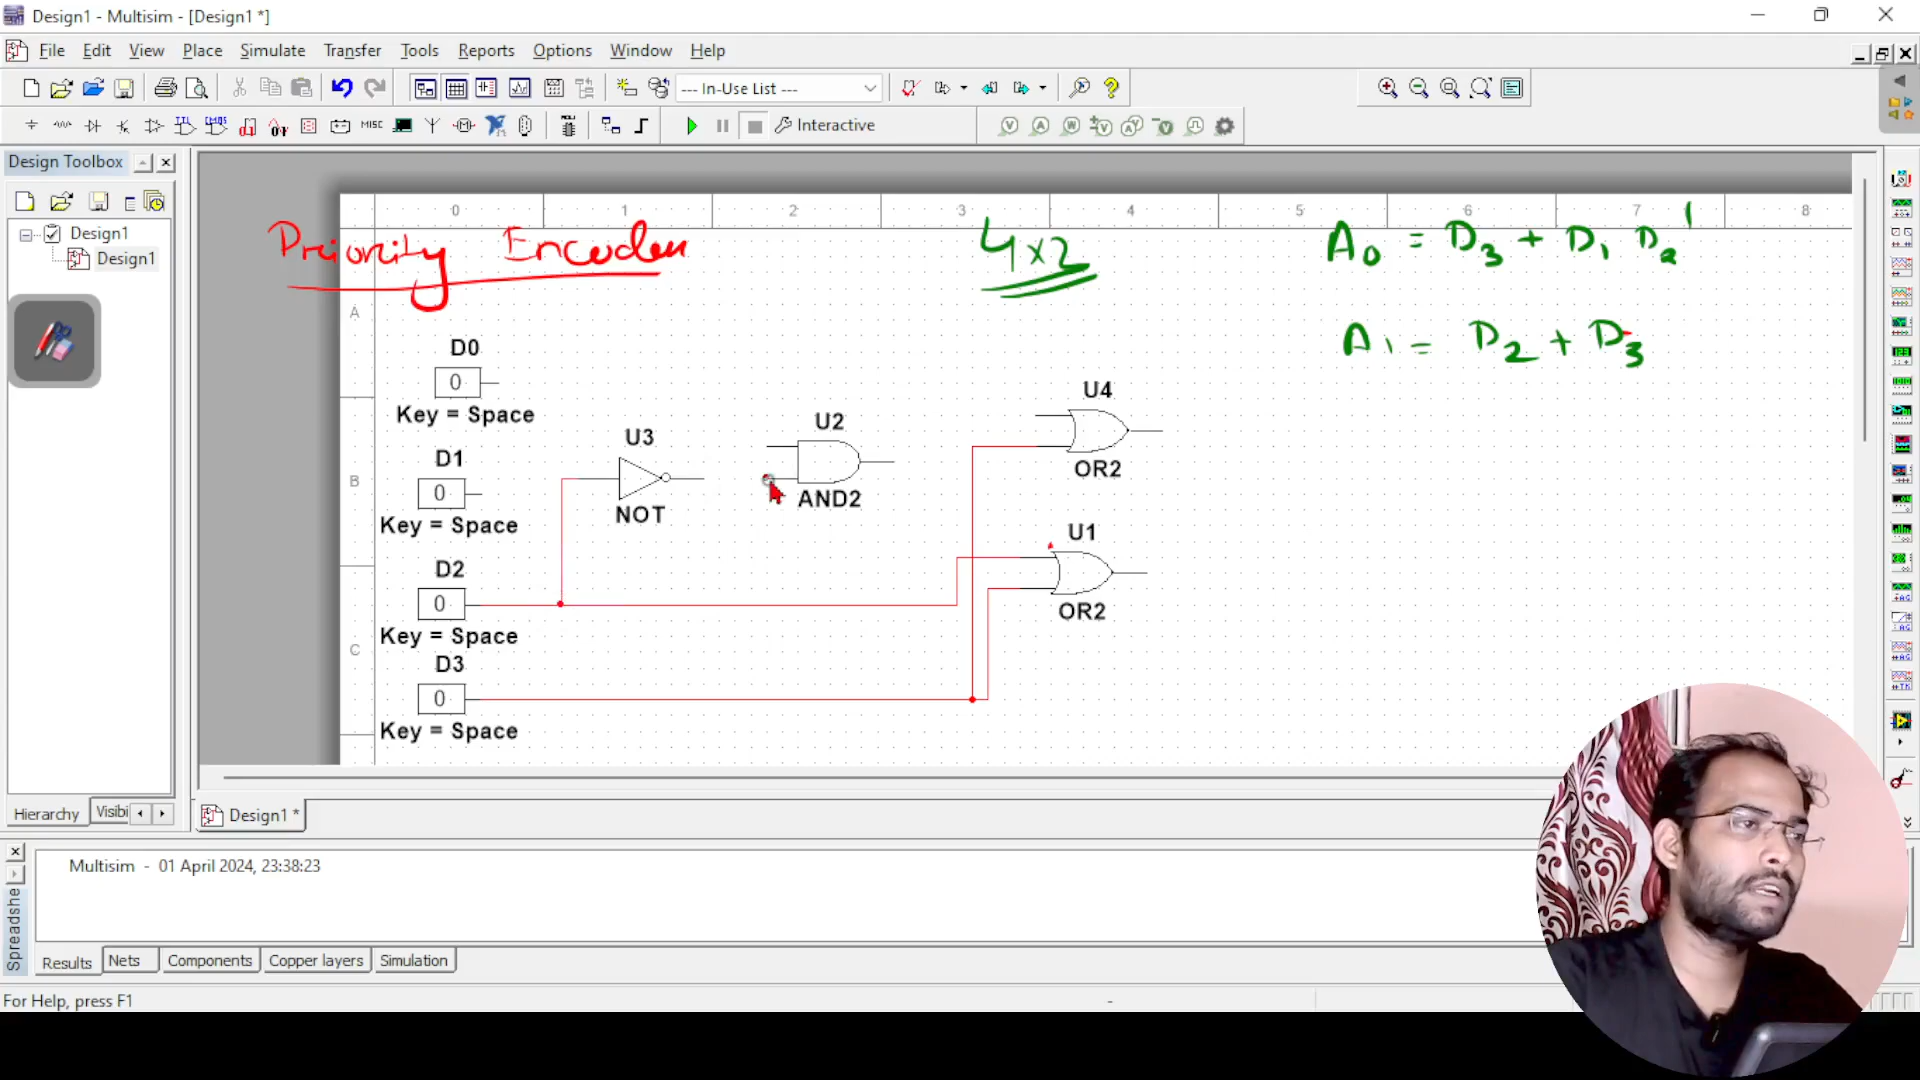 Design1 - Multisim - [Design1 *]
File Edit View Place Simulate Transfer Tools Reports Options Window Help
--- In-Use List ---
MISC
Interactive
Design Toolbox
Design1
Design1
0 1 2 3 4 5 6 7 8
A
B
C
Priority Encoder
4x2
A0 = D3 + D1 D2'
A1 = D2 + D3
D0
0
Key = Space
D1
0
Key = Space
D2
0
Key = Space
D3
0
Key = Space
U3
NOT
U2
AND2
U4
OR2
U1
OR2
Hierarchy Visibi
Design1 *
Multisim - 01 April 2024, 23:38:23
Spreadshe
Results Nets Components Copper layers Simulation
For Help, press F1
-